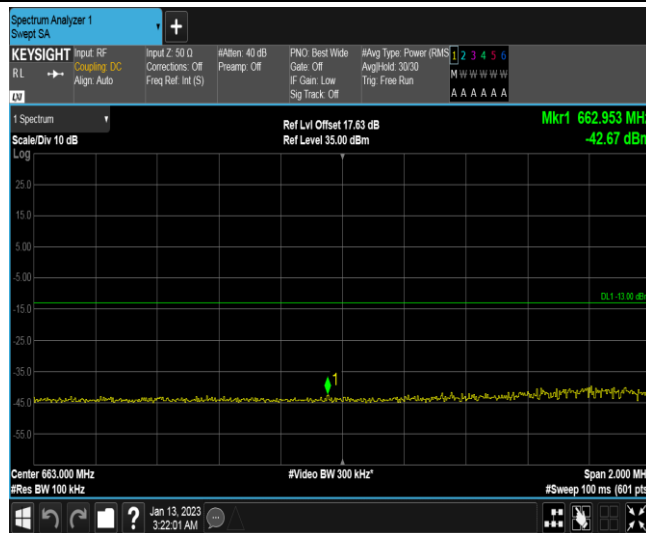 Spectrum Analyzer 1
Swept SA
+
KEYSIGHT Input: RF Input Z: 50 Ω #Atten: 40 dB PNO: Best Wide #Avg Type: Power (RMS 1 2 3 4 5 6
RL Coupling: DC Corrections: Off Preamp: Off Gate: Off Avg|Hold: 30/30 M W W W W W
Align: Auto Freq Ref: Int (S) IF Gain: Low Trig: Free Run
LXI Sig Track: Off A A A A A A
1 Spectrum Ref Lvl Offset 17.63 dB Mkr1 662.953 MHz
Scale/Div 10 dB Ref Level 35.00 dBm -42.67 dBm
Log
25.0
15.0
5.00
-5.00
DL1 -13.00 dBm
-15.0
-25.0
-35.0
1
-45.0
-55.0
Center 663.000 MHz #Video BW 300 kHz* Span 2.000 MHz
#Res BW 100 kHz #Sweep 100 ms (601 pts)
? Jan 13, 2023
3:22:01 AM